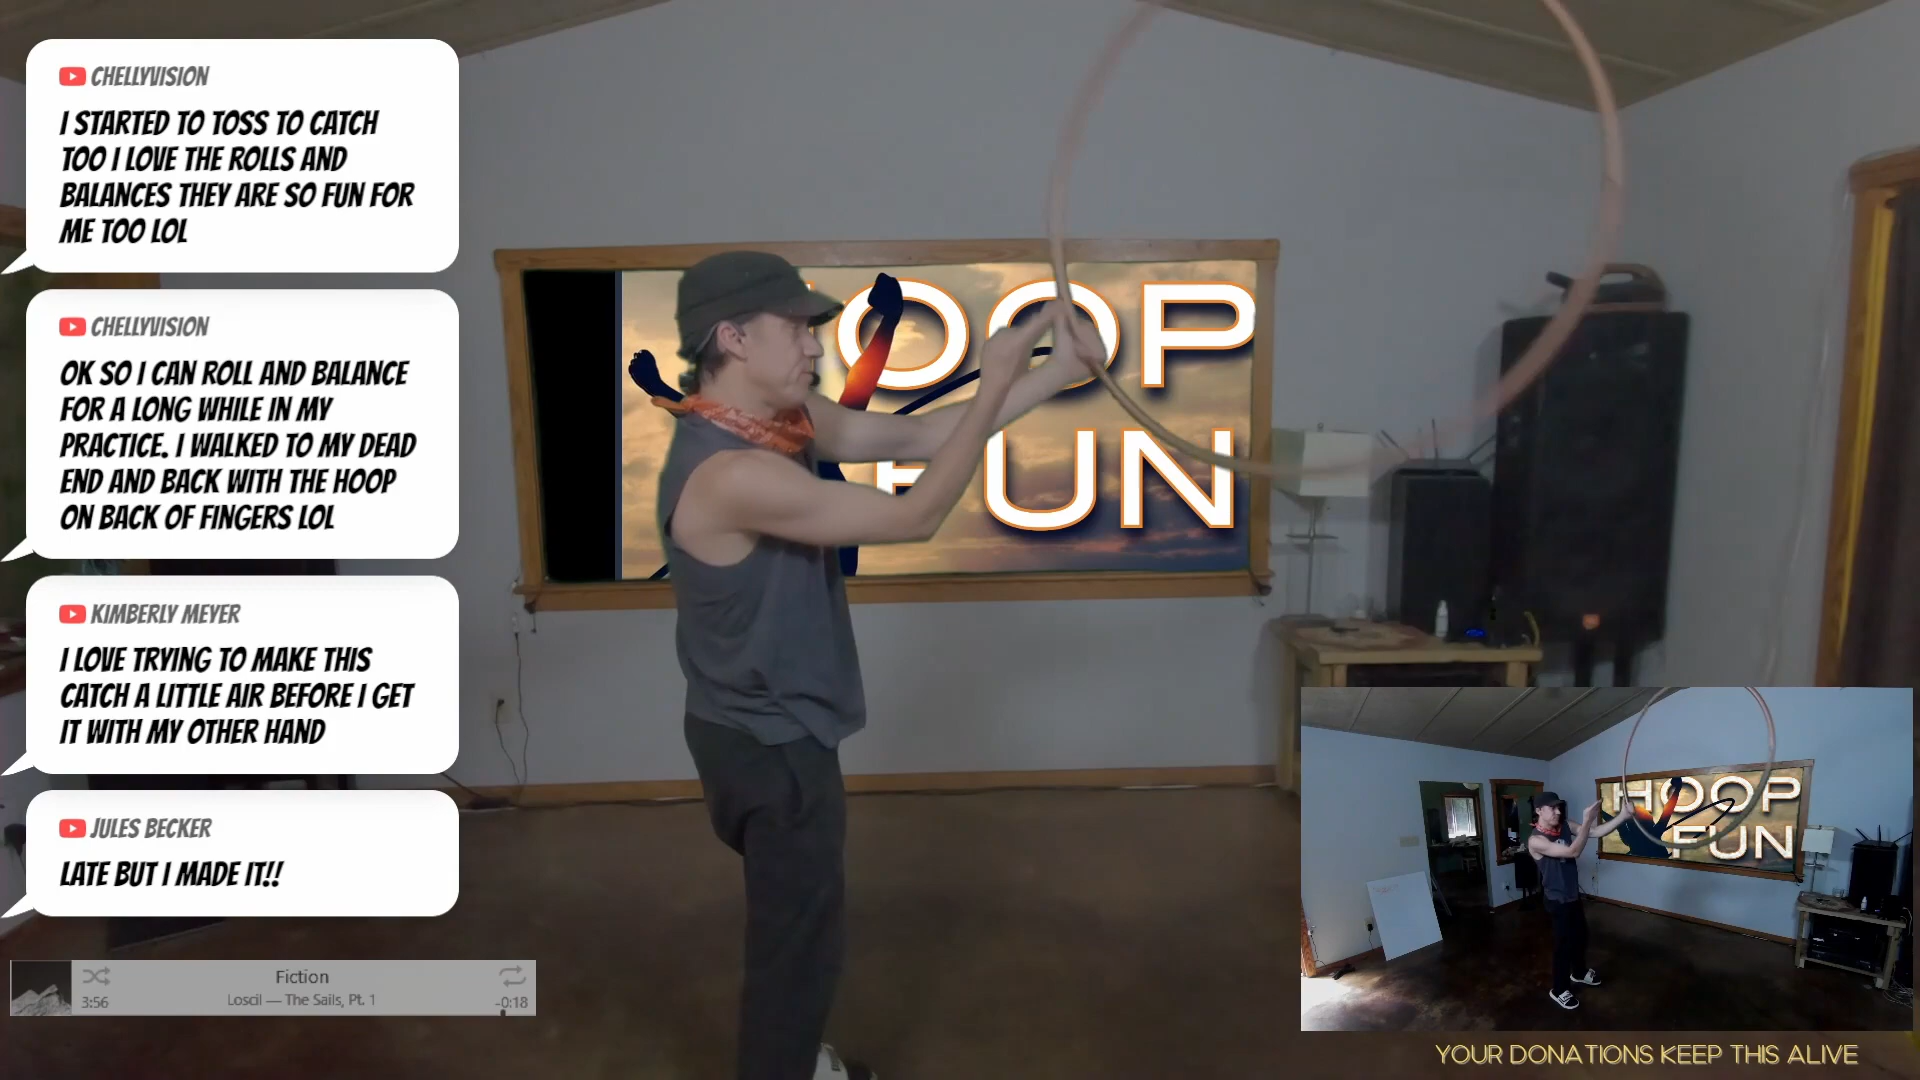 CHELLYVISION
I STARTED TO TOSS TO CATCH
TOO I LOVE THE ROLLS AND
BALANCES THEY ARE SO FUN FOR
ME TOO LOL
CHELLYVISION
OK SO I CAN ROLL AND BALANCE
FOR A LONG WHILE IN MY
PRACTICE. I WALKED TO MY DEAD
END AND BACK WITH THE HOOP
ON BACK OF FINGERS LOL
KIMBERLY MEYER
I LOVE TRYING TO MAKE THIS
CATCH A LITTLE AIR BEFORE I GET
IT WITH MY OTHER HAND
JULES BECKER
LATE BUT I MADE IT!!
Fiction
3:56 Loscil — The Sails, Pt. 1 -0:18
HOOP
FUN
HOOP
FUN
YOUR DONATIONS KEEP THIS ALIVE